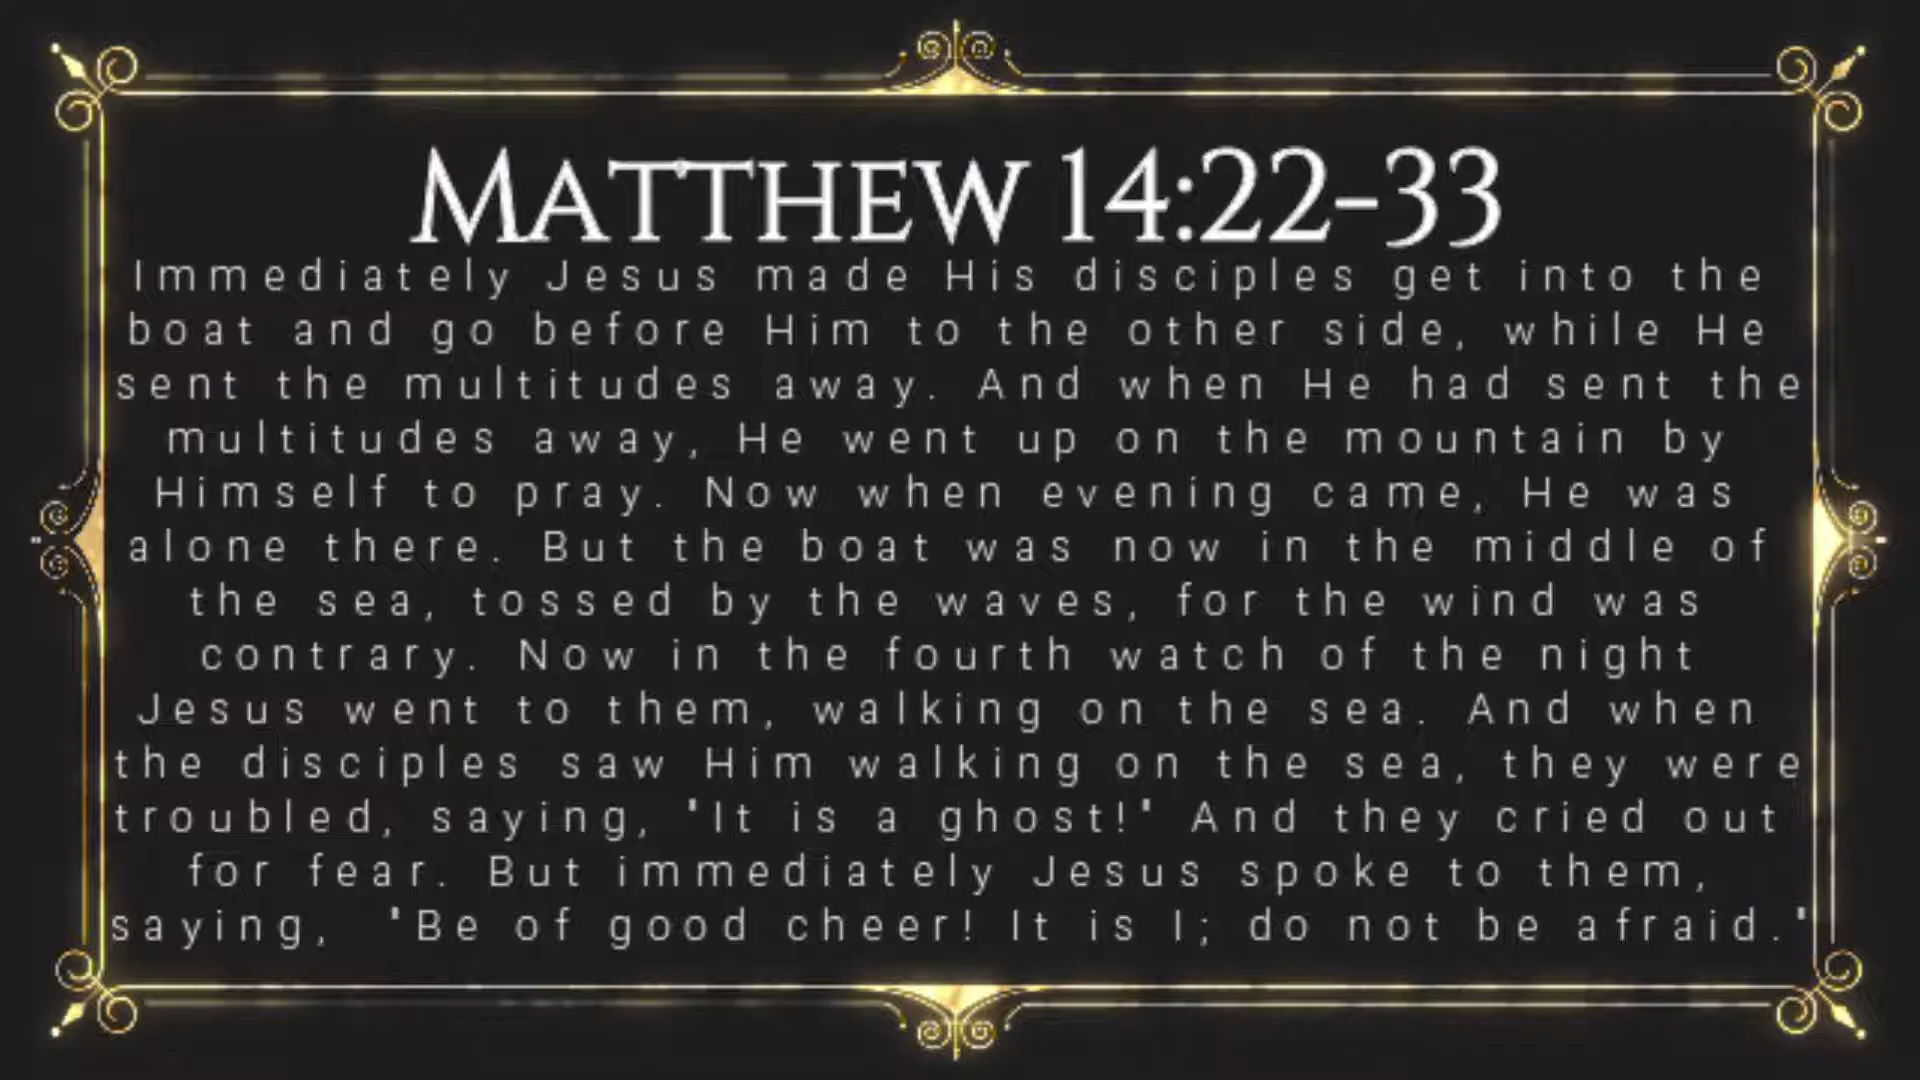 Matthew 14:22-33
Immediately Jesus made His disciples get into the
boat and go before Him to the other side, while He
sent the multitudes away. And when He had sent the
multitudes away, He went up on the mountain by
Himself to pray. Now when evening came, He was
alone there. But the boat was now in the middle of
the sea, tossed by the waves, for the wind was
contrary. Now in the fourth watch of the night
Jesus went to them, walking on the sea. And when
the disciples saw Him walking on the sea, they were
troubled, saying, "It is a ghost!" And they cried out
for fear. But immediately Jesus spoke to them,
saying, "Be of good cheer! It is I; do not be afraid."